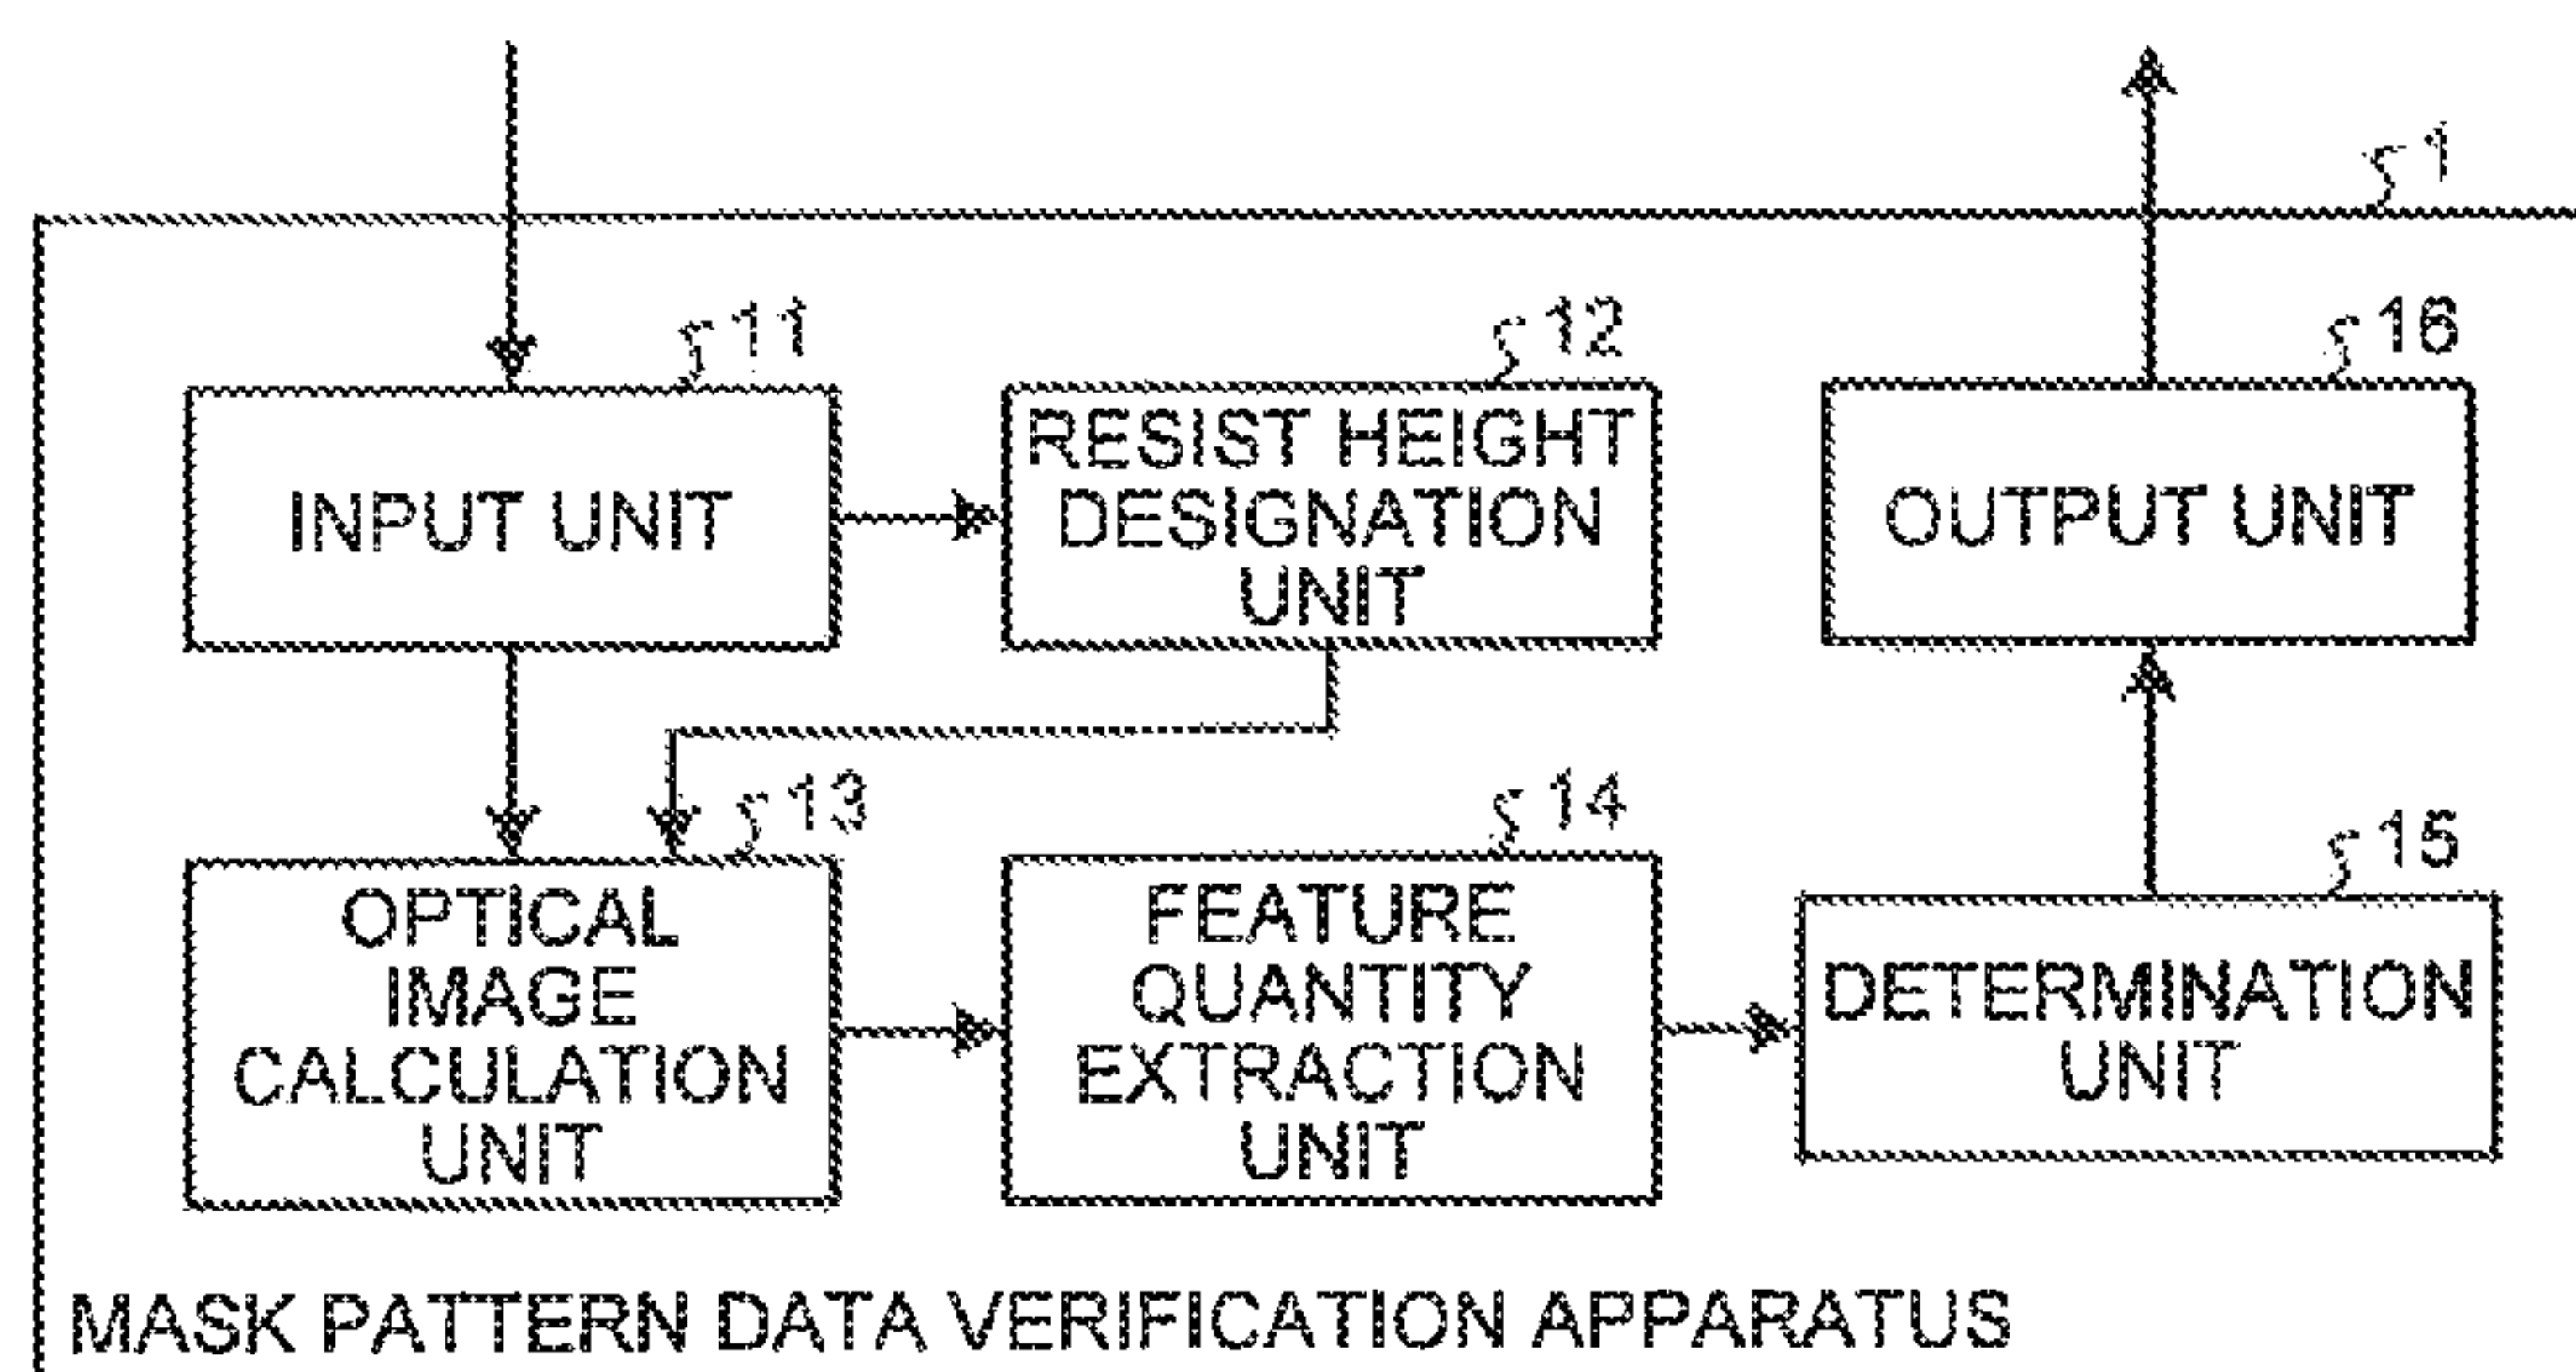 1
11
INPUT UNIT
12
RESIST HEIGHT
DESIGNATION
UNIT
16
OUTPUT UNIT
13
OPTICAL
IMAGE
CALCULATION
UNIT
14
FEATURE
QUANTITY
EXTRACTION
UNIT
15
DETERMINATION
UNIT
MASK PATTERN DATA VERIFICATION APPARATUS